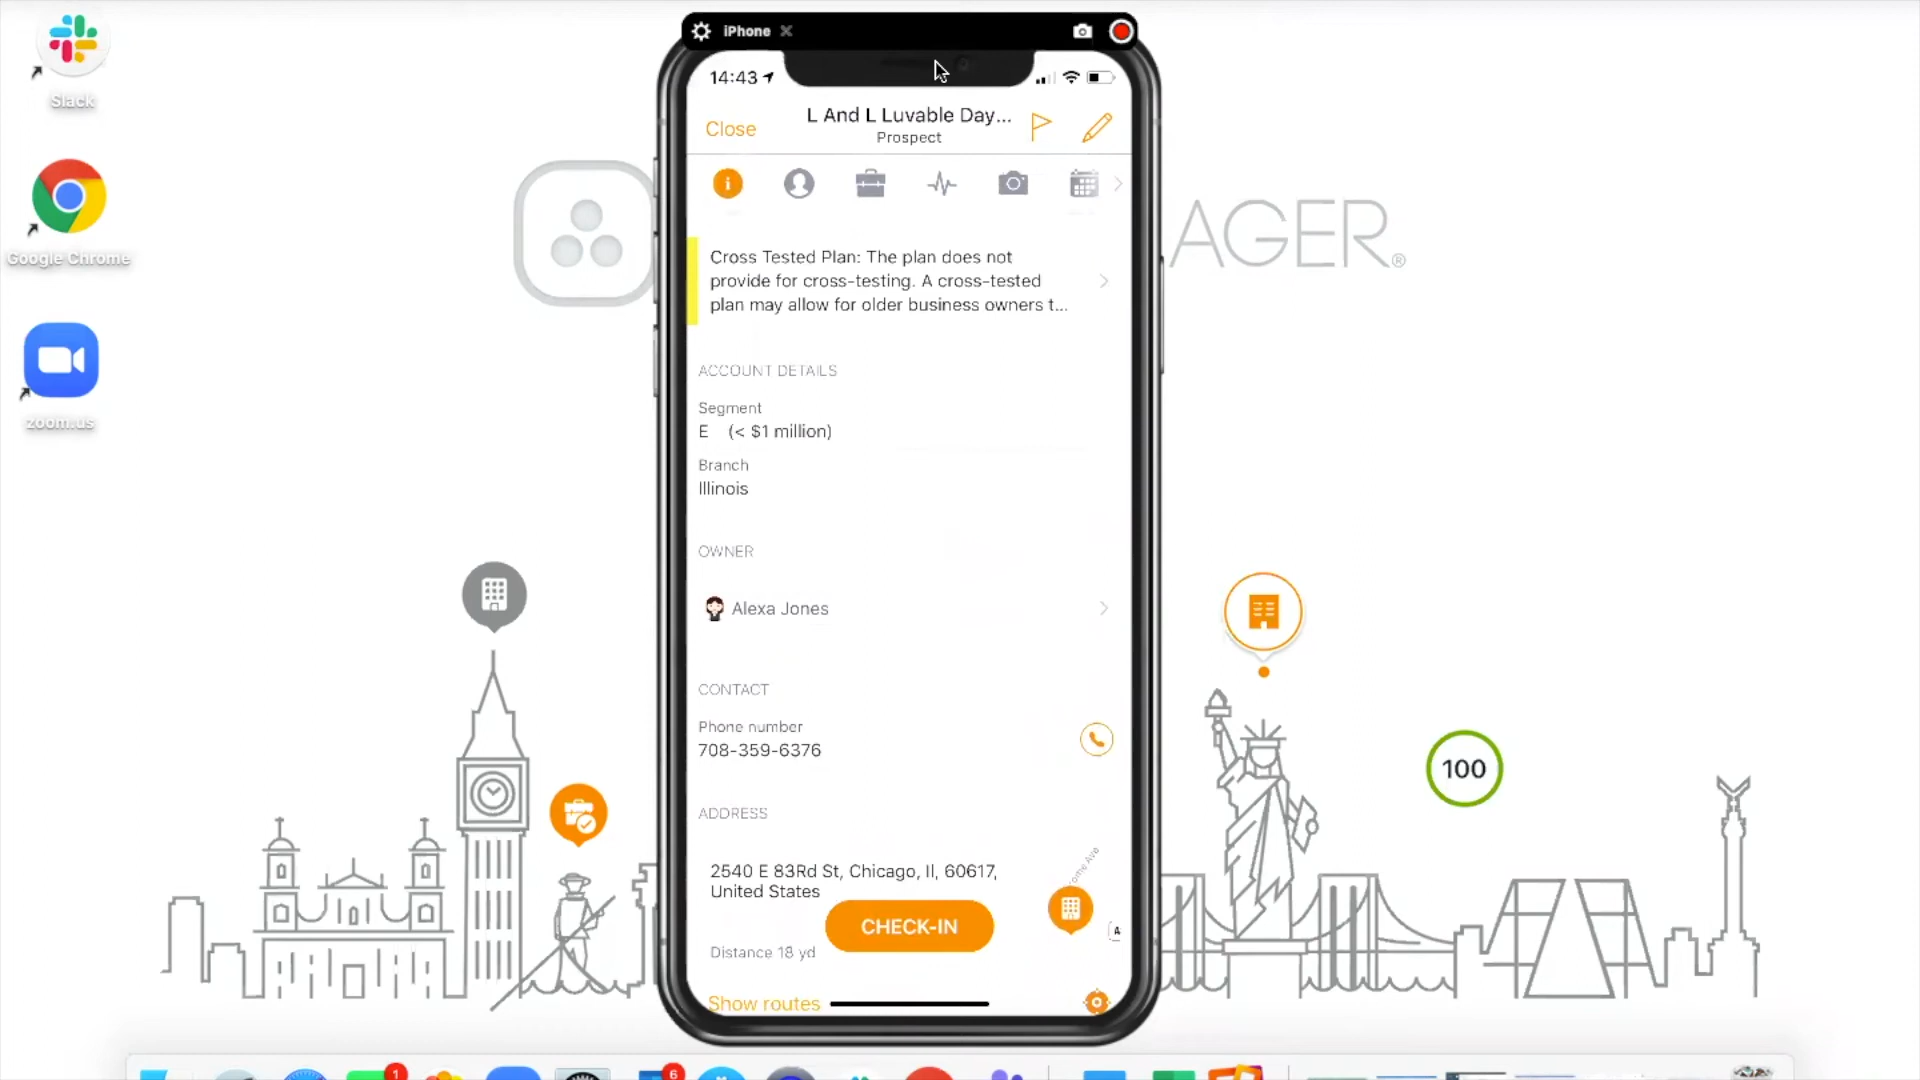 Slack
Google Chrome
zoom.us
iPhone
14:43
Close
L And L Luvable Day...
Prospect
AGER®
Cross Tested Plan: The plan does not
provide for cross-testing. A cross-tested
plan may allow for older business owners t...
ACCOUNT DETAILS
Segment
E (< $1 million)
Branch
Illinois
OWNER
Alexa Jones
CONTACT
Phone number
708-359-6376
ADDRESS
2540 E 83Rd St, Chicago, Il, 60617,
United States
CHECK-IN
Distance 18 yd
Show routes
A
100
1
6